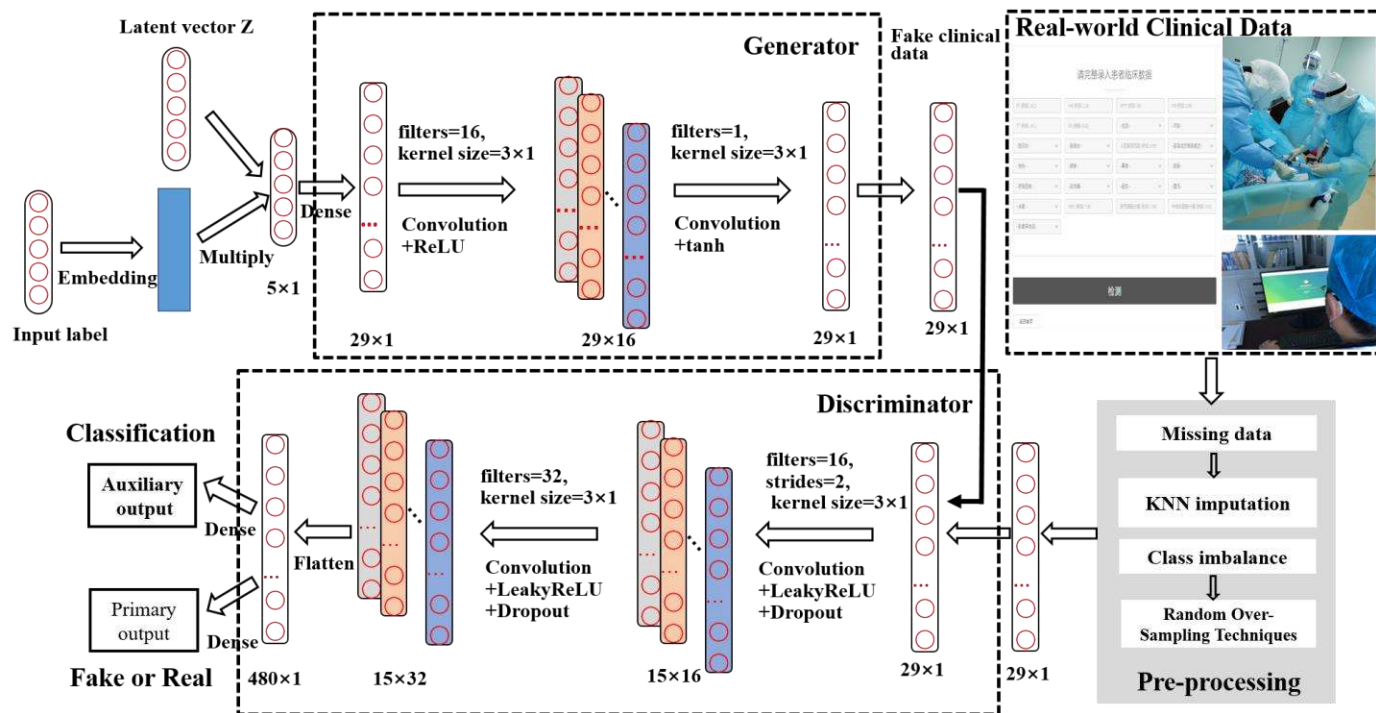 Latent vector Z
Input label
Embedding
Multiply
5×1
Dense
Generator
29×1
filters=16,
kernel size=3×1
Convolution
+ReLU
29×16
filters=1,
kernel size=3×1
Convolution
+tanh
29×1
Fake clinical
data
29×1
Real-world Clinical Data
请完整录入患者临床数据
检测
Pre-processing
Missing data
KNN imputation
Class imbalance
Random Over-
Sampling Techniques
29×1
Discriminator
29×1
filters=16,
strides=2,
kernel size=3×1
Convolution
+LeakyReLU
+Dropout
15×16
filters=32,
kernel size=3×1
Convolution
+LeakyReLU
+Dropout
15×32
Flatten
480×1
Dense
Dense
Classification
Auxiliary
output
Primary
output
Fake or Real